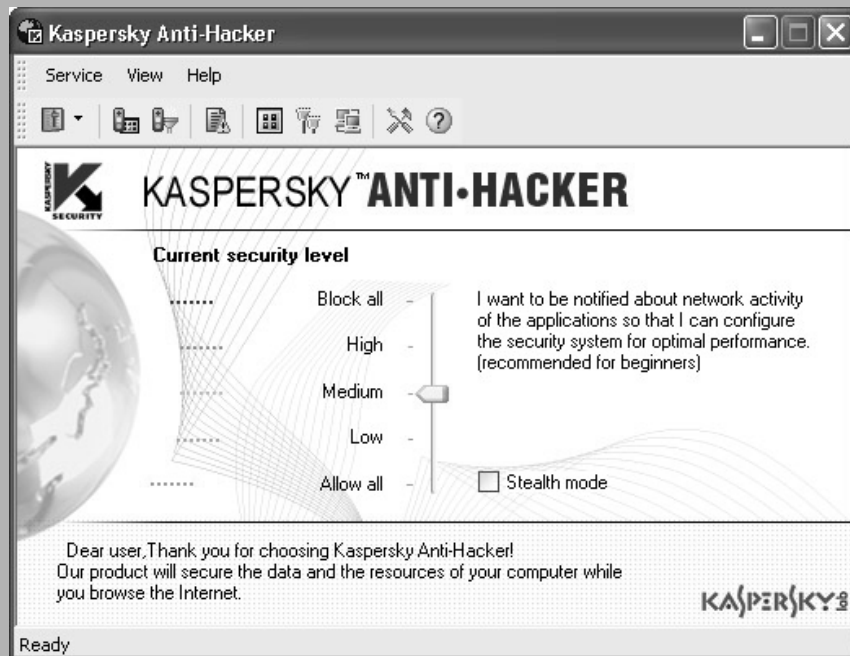 Kaspersky Anti-Hacker
Service View Help
KASPERSKY SECURITY
KASPERSKY™ANTI•HACKER
Current security level
Block all
High
Medium
Low
Allow all
I want to be notified about network activity
of the applications so that I can configure
the security system for optimal performance.
(recommended for beginners)
Stealth mode
Dear user,Thank you for choosing Kaspersky Anti-Hacker!
Our product will secure the data and the resources of your computer while
you browse the Internet.
KASPERSKY lab
Ready